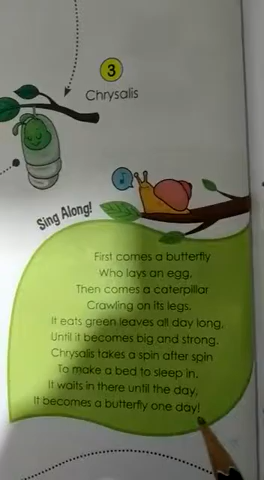 3
Chrysalis
Sing Along!
First comes a butterfly
Who lays an egg,
Then comes a caterpillar
Crawling on its legs,
It eats green leaves all day long,
Until it becomes big and strong.
Chrysalis takes a spin after spin
To make a bed to sleep in,
It waits in there until the day,
It becomes a butterfly one day!